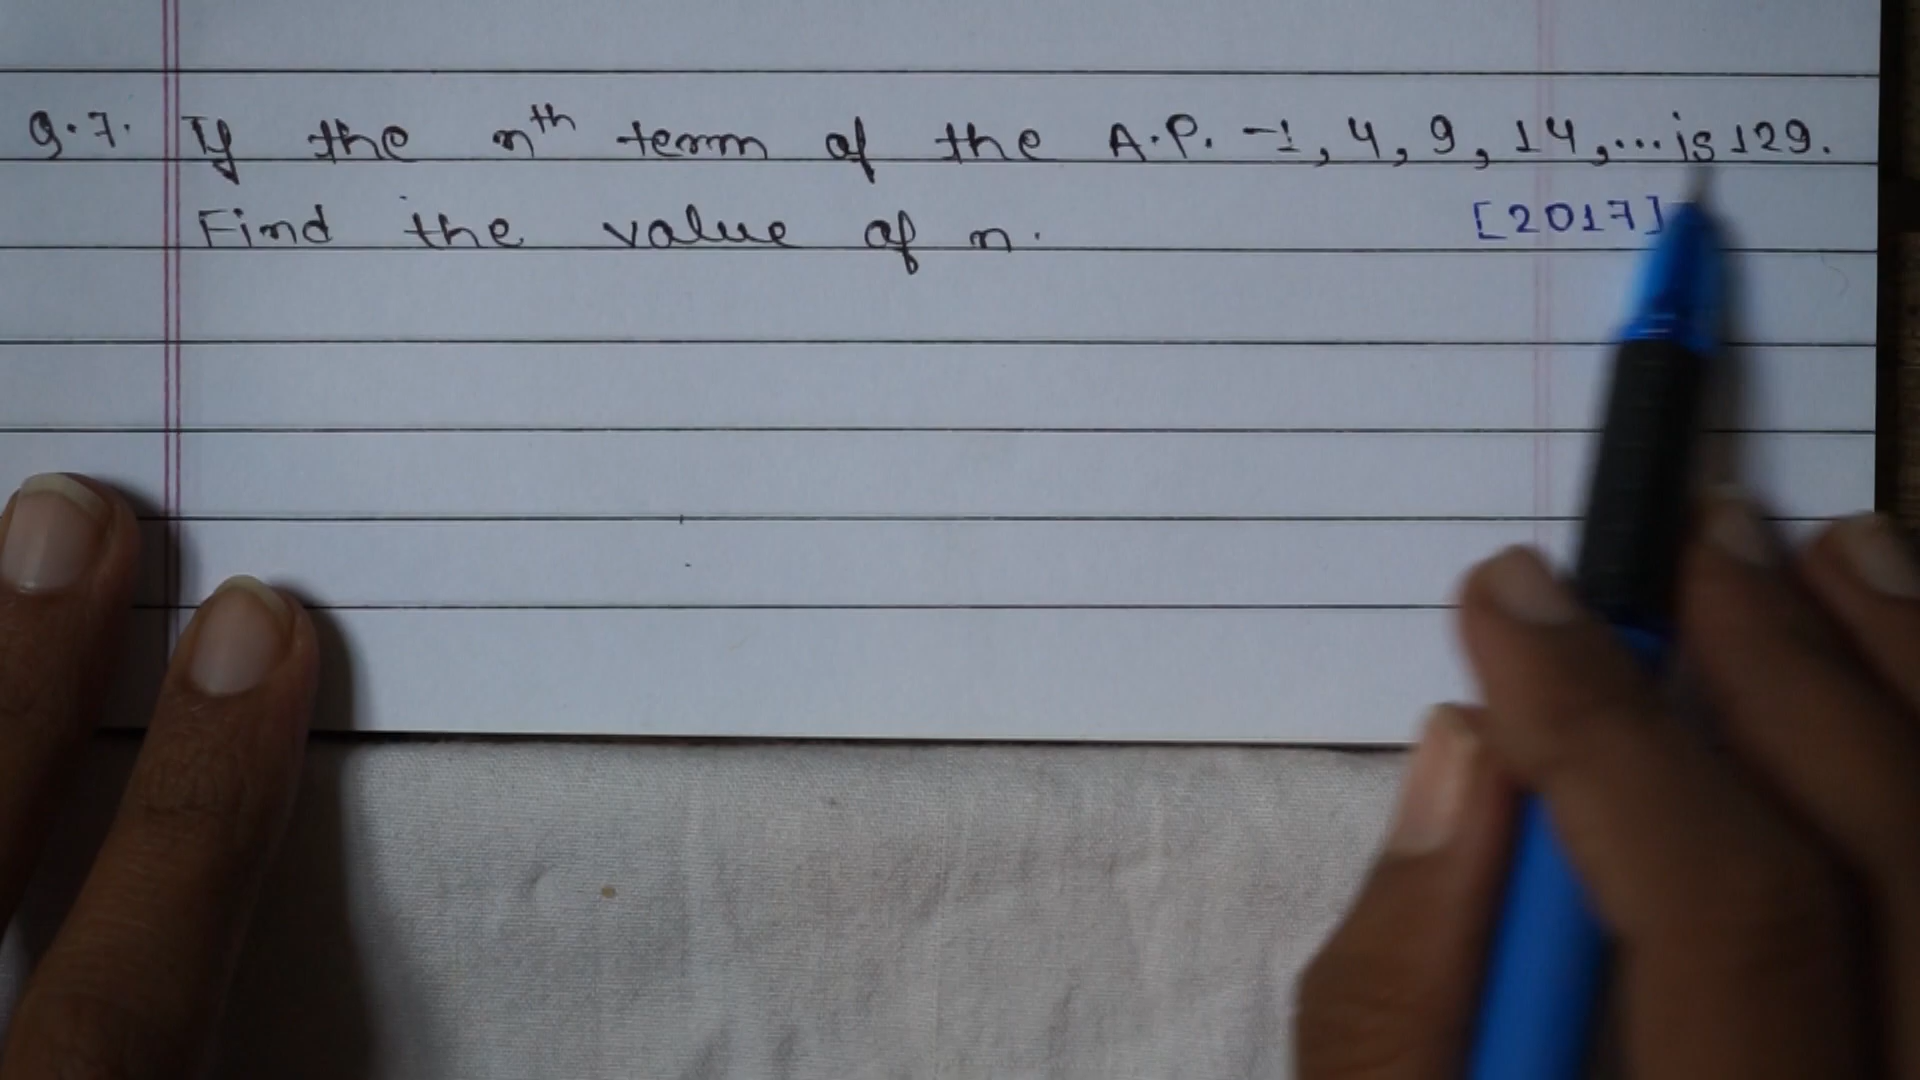 Q.7. If the nth term of the A.P. -1, 4, 9, 14,... is 129.
Find the value of n. [2017]